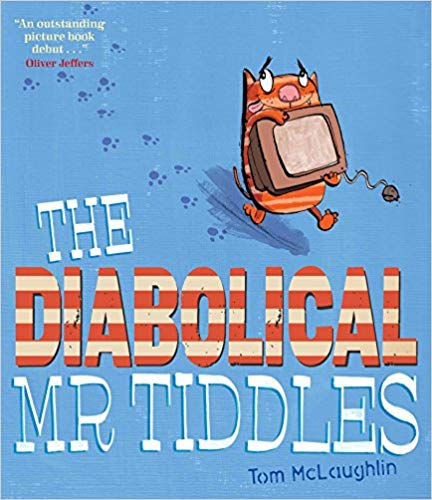 "An outstanding
picture book
debut . . ."
Oliver Jeffers
THE
DIABOLICAL
MR TIDDLES
Tom McLaughlin